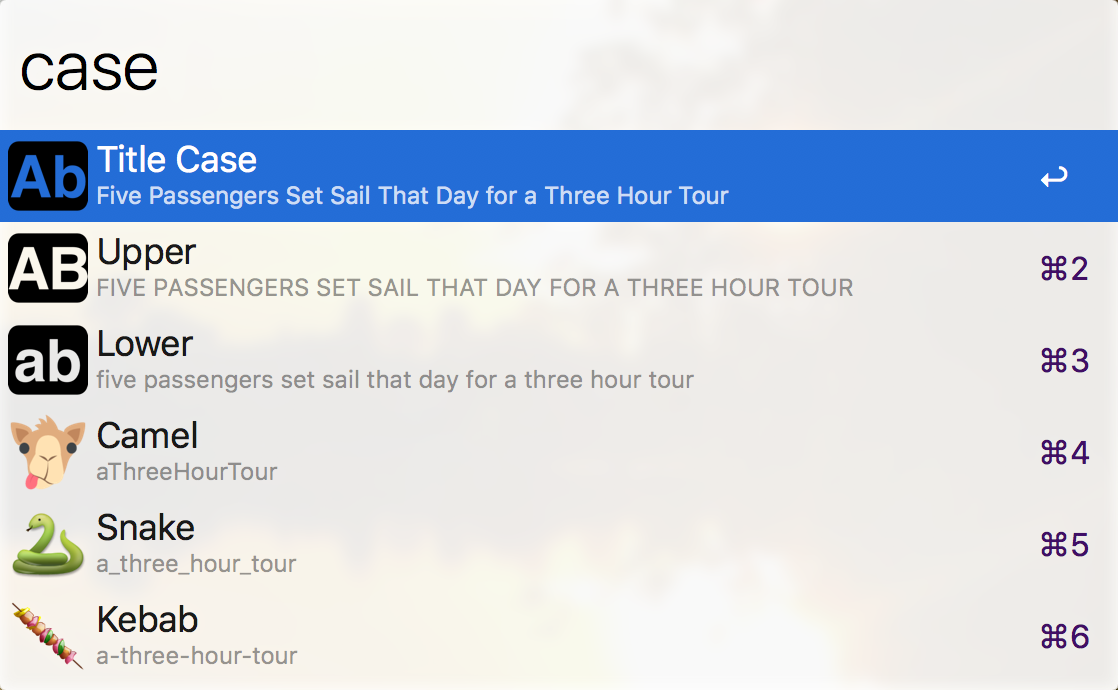 case
Ab
Title Case
Five Passengers Set Sail That Day for a Three Hour Tour
↩
AB
Upper
FIVE PASSENGERS SET SAIL THAT DAY FOR A THREE HOUR TOUR
⌘2
ab
Lower
five passengers set sail that day for a three hour tour
⌘3
Camel
aThreeHourTour
⌘4
Snake
a_three_hour_tour
⌘5
Kebab
a-three-hour-tour
⌘6